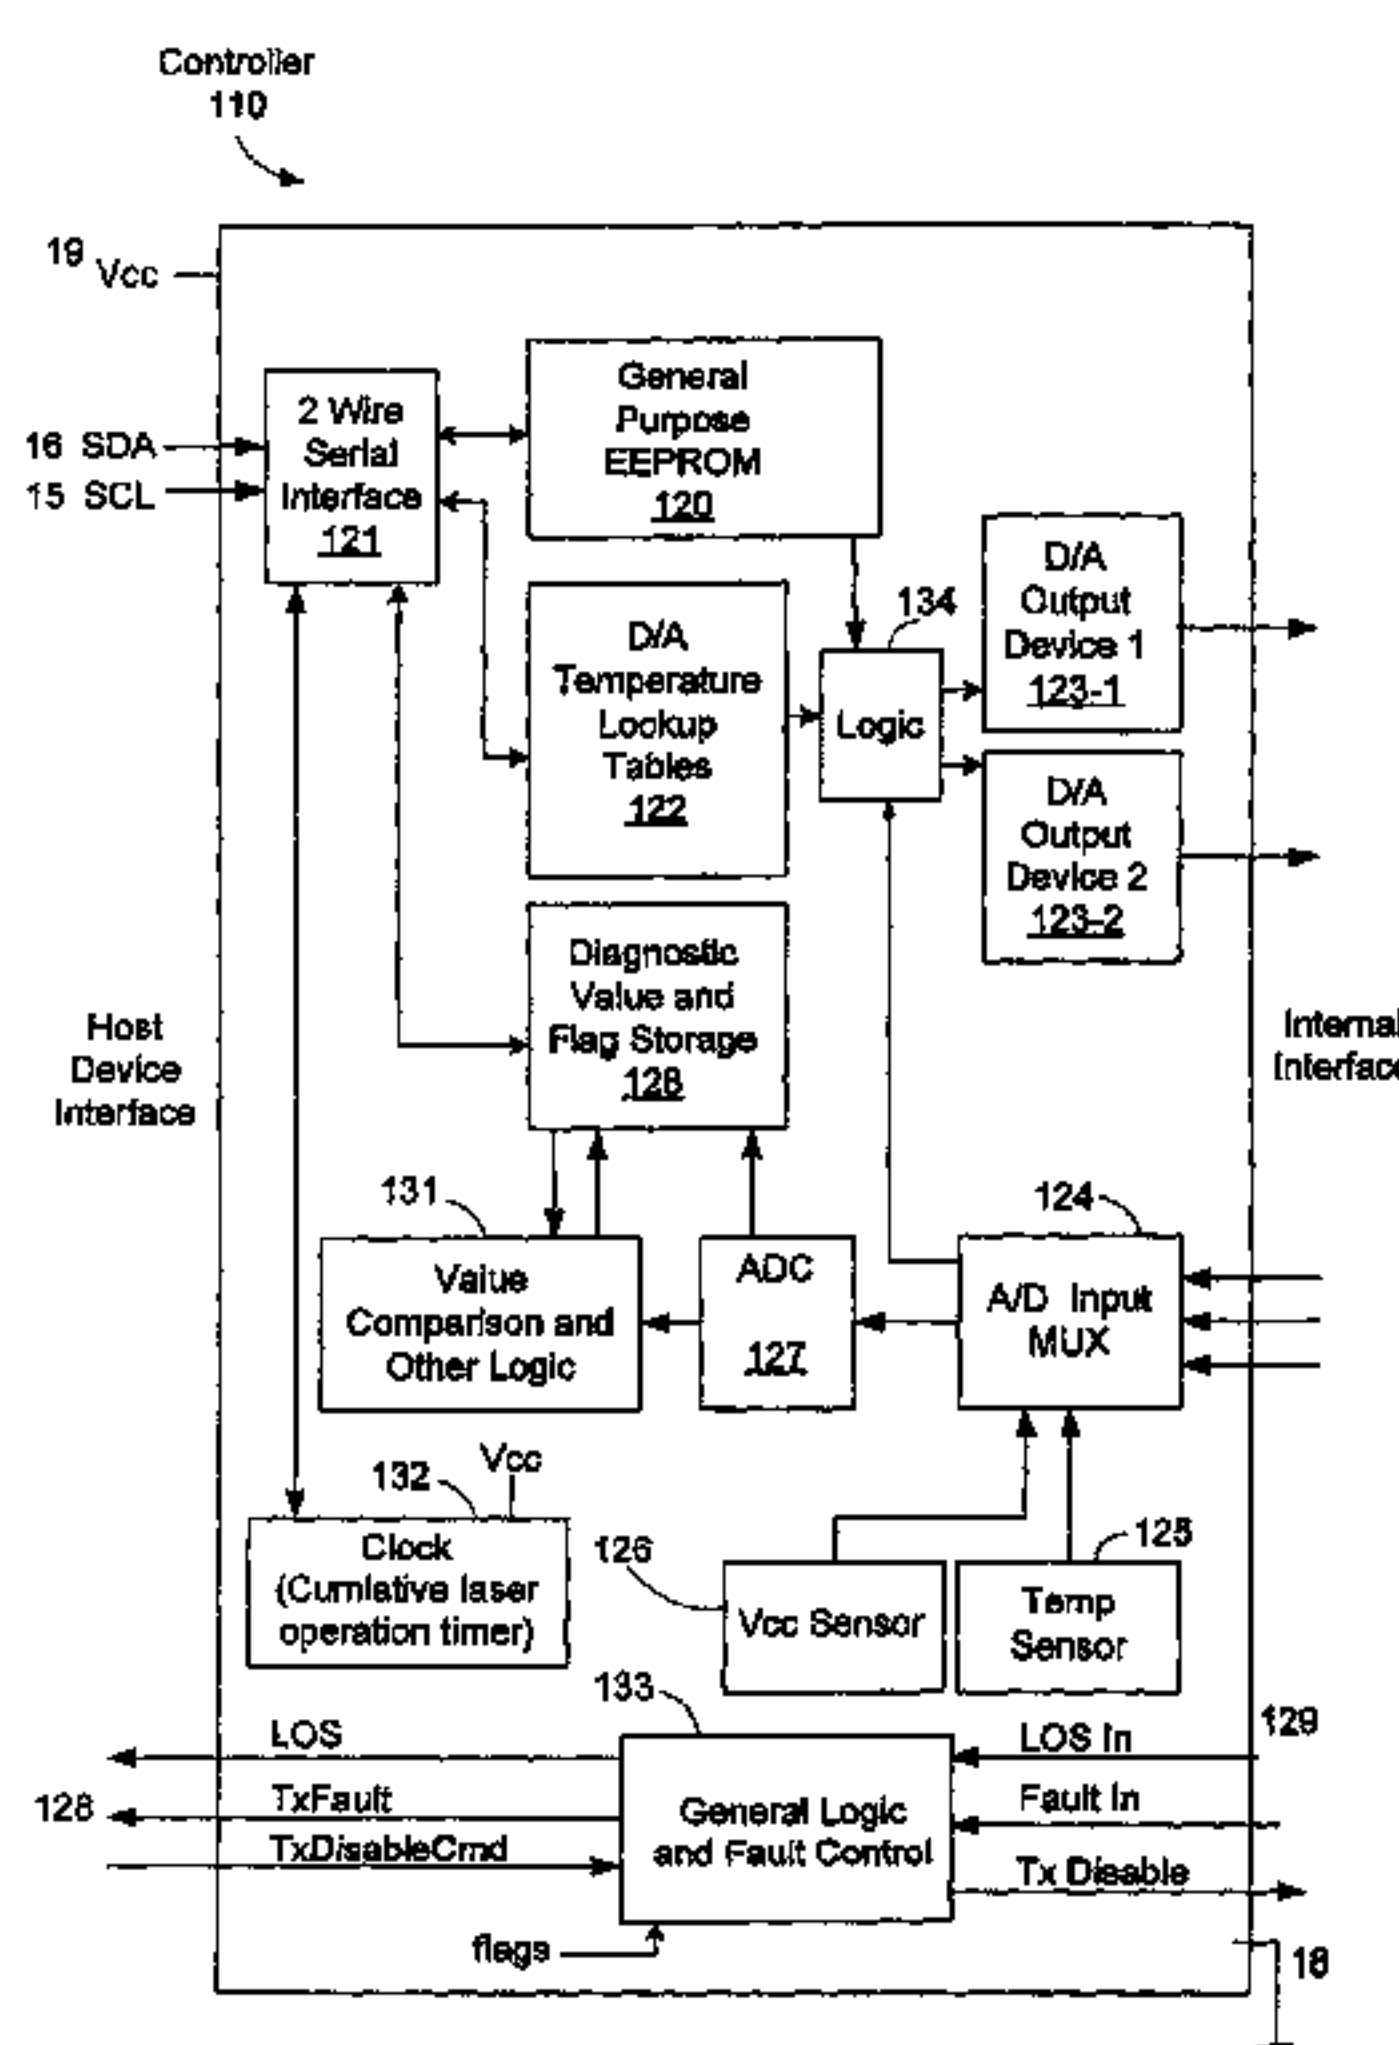 Controller
110
19
Vcc
General
Purpose
EEPROM
120
2 Wire
Serial
Interface
121
16 SDA
15 SCL
D/A
Output
Device 1
123-1
134
D/A
Temperature
Lookup
Tables
122
Logic
D/A
Output
Device 2
123-2
Diagnostic
Value and
Flag Storage
128
Host
Device
Interface
Internal
Interface
131
124
Value
Comparison and
Other Logic
ADC
127
A/D Input
MUX
132
Vcc
Clock
(Cumlative laser
operation timer)
126
125
Vcc Sensor
Temp
Sensor
133
129
LOS
LOS In
128
TxFault
Fault In
General Logic
and Fault Control
TxDisableCmd
Tx Disable
flags
18